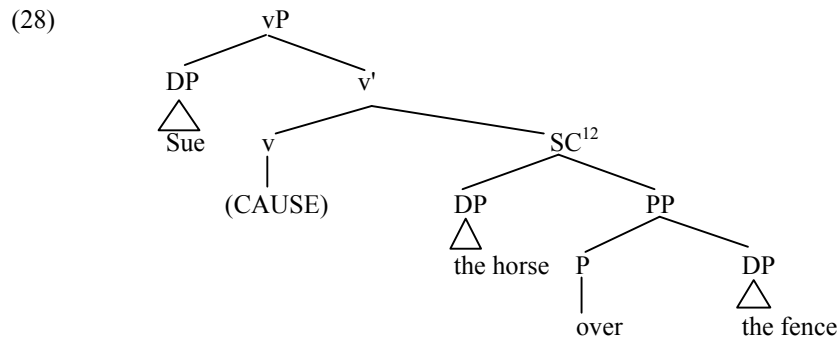 (28) vP
DP v'
Sue v SC12
(CAUSE) DP PP
the horse P DP
over the fence